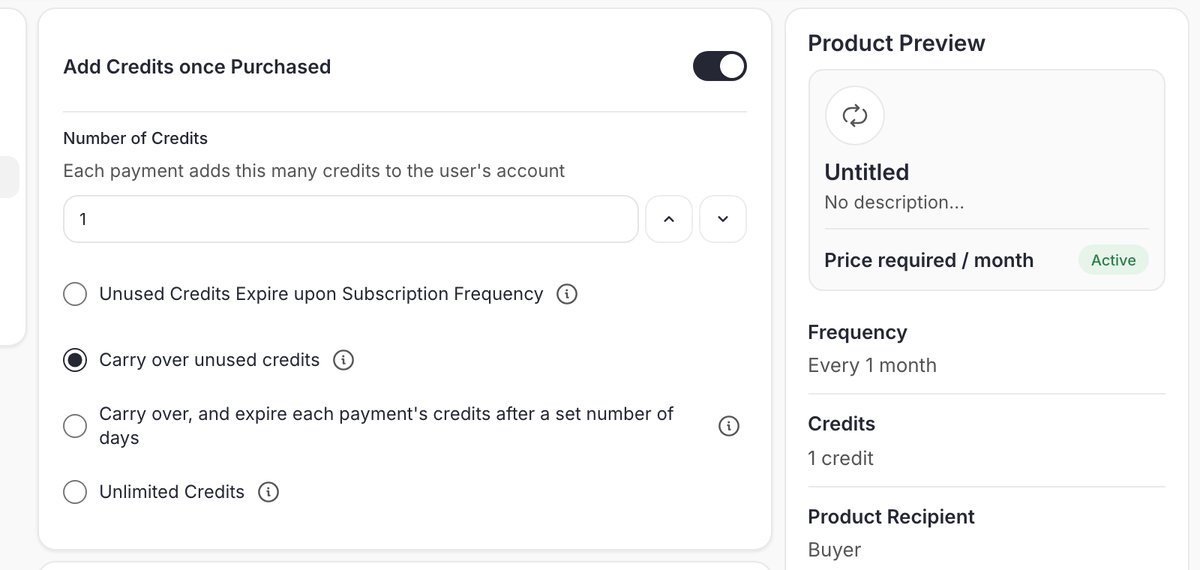 Add Credits once Purchased
Number of Credits
Each payment adds this many credits to the user's account
1
Unused Credits Expire upon Subscription Frequency
Carry over unused credits
Carry over, and expire each payment's credits after a set number of
days
Unlimited Credits
Product Preview
Untitled
No description...
Price required / month
Active
Frequency
Every 1 month
Credits
1 credit
Product Recipient
Buyer